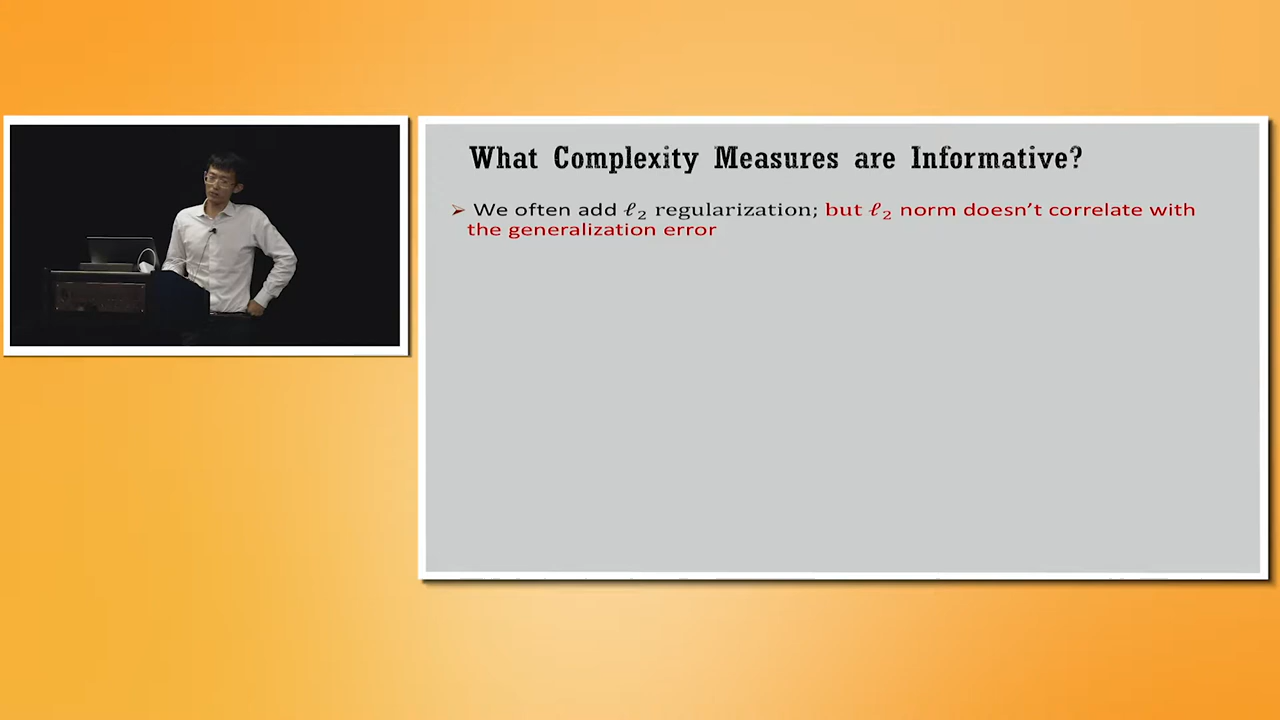 What Complexity Measures are Informative?
➢ We often add ℓ₂ regularization; but ℓ₂ norm doesn't correlate with
the generalization error